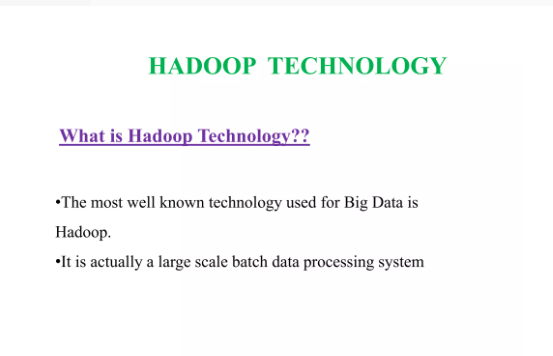 HADOOP TECHNOLOGY
What is Hadoop Technology??
•The most well known technology used for Big Data is
Hadoop.
•It is actually a large scale batch data processing system